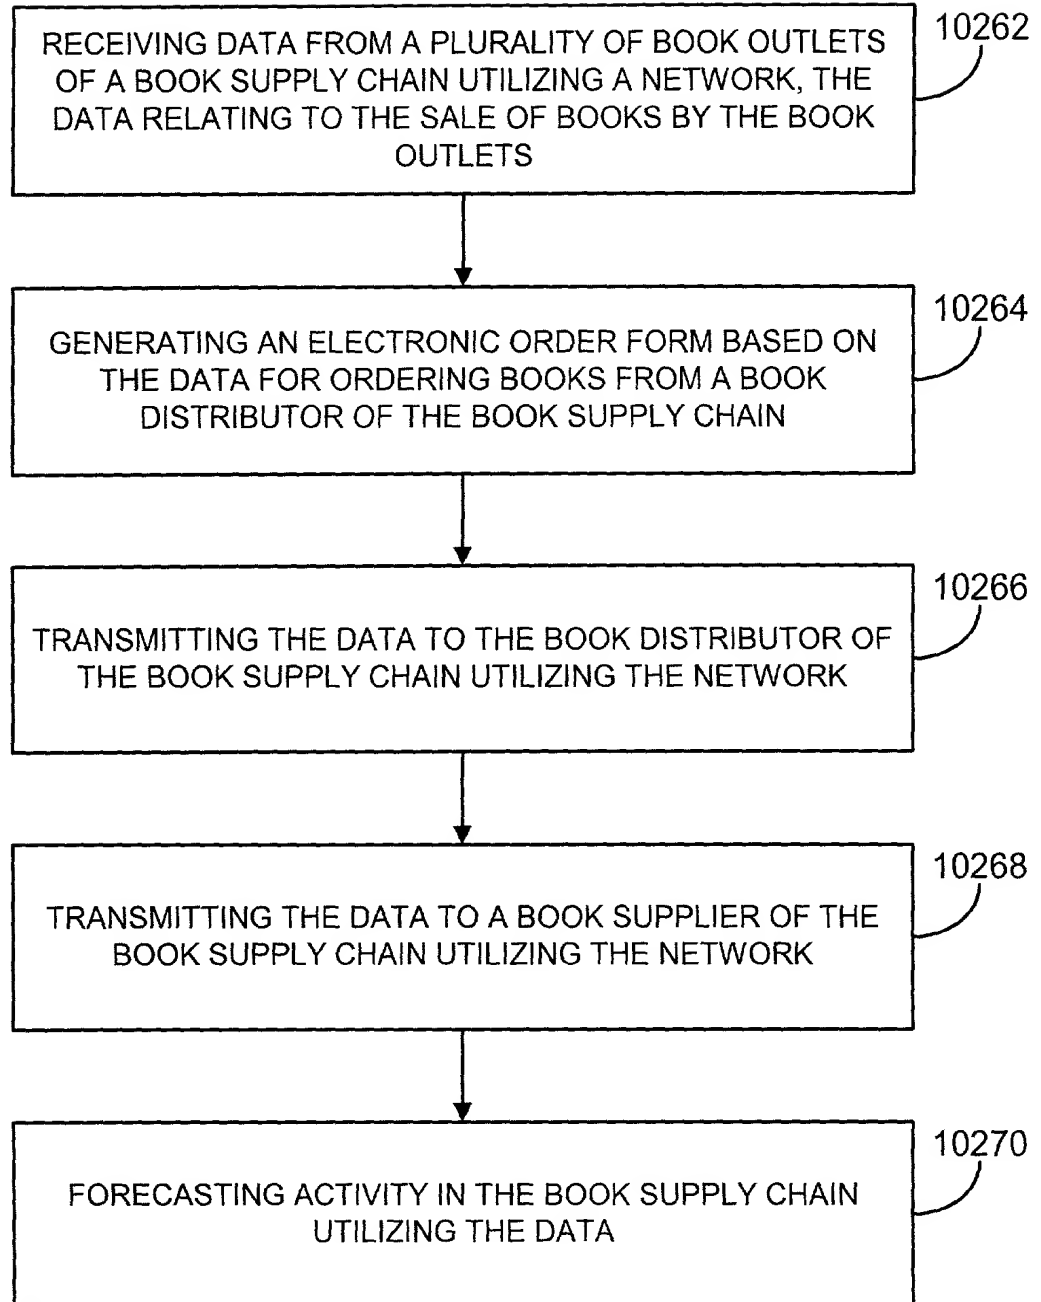 10262
RECEIVING DATA FROM A PLURALITY OF BOOK OUTLETS
OF A BOOK SUPPLY CHAIN UTILIZING A NETWORK, THE
DATA RELATING TO THE SALE OF BOOKS BY THE BOOK
OUTLETS
10264
GENERATING AN ELECTRONIC ORDER FORM BASED ON
THE DATA FOR ORDERING BOOKS FROM A BOOK
DISTRIBUTOR OF THE BOOK SUPPLY CHAIN
10266
TRANSMITTING THE DATA TO THE BOOK DISTRIBUTOR OF
THE BOOK SUPPLY CHAIN UTILIZING THE NETWORK
10268
TRANSMITTING THE DATA TO A BOOK SUPPLIER OF THE
BOOK SUPPLY CHAIN UTILIZING THE NETWORK
10270
FORECASTING ACTIVITY IN THE BOOK SUPPLY CHAIN
UTILIZING THE DATA